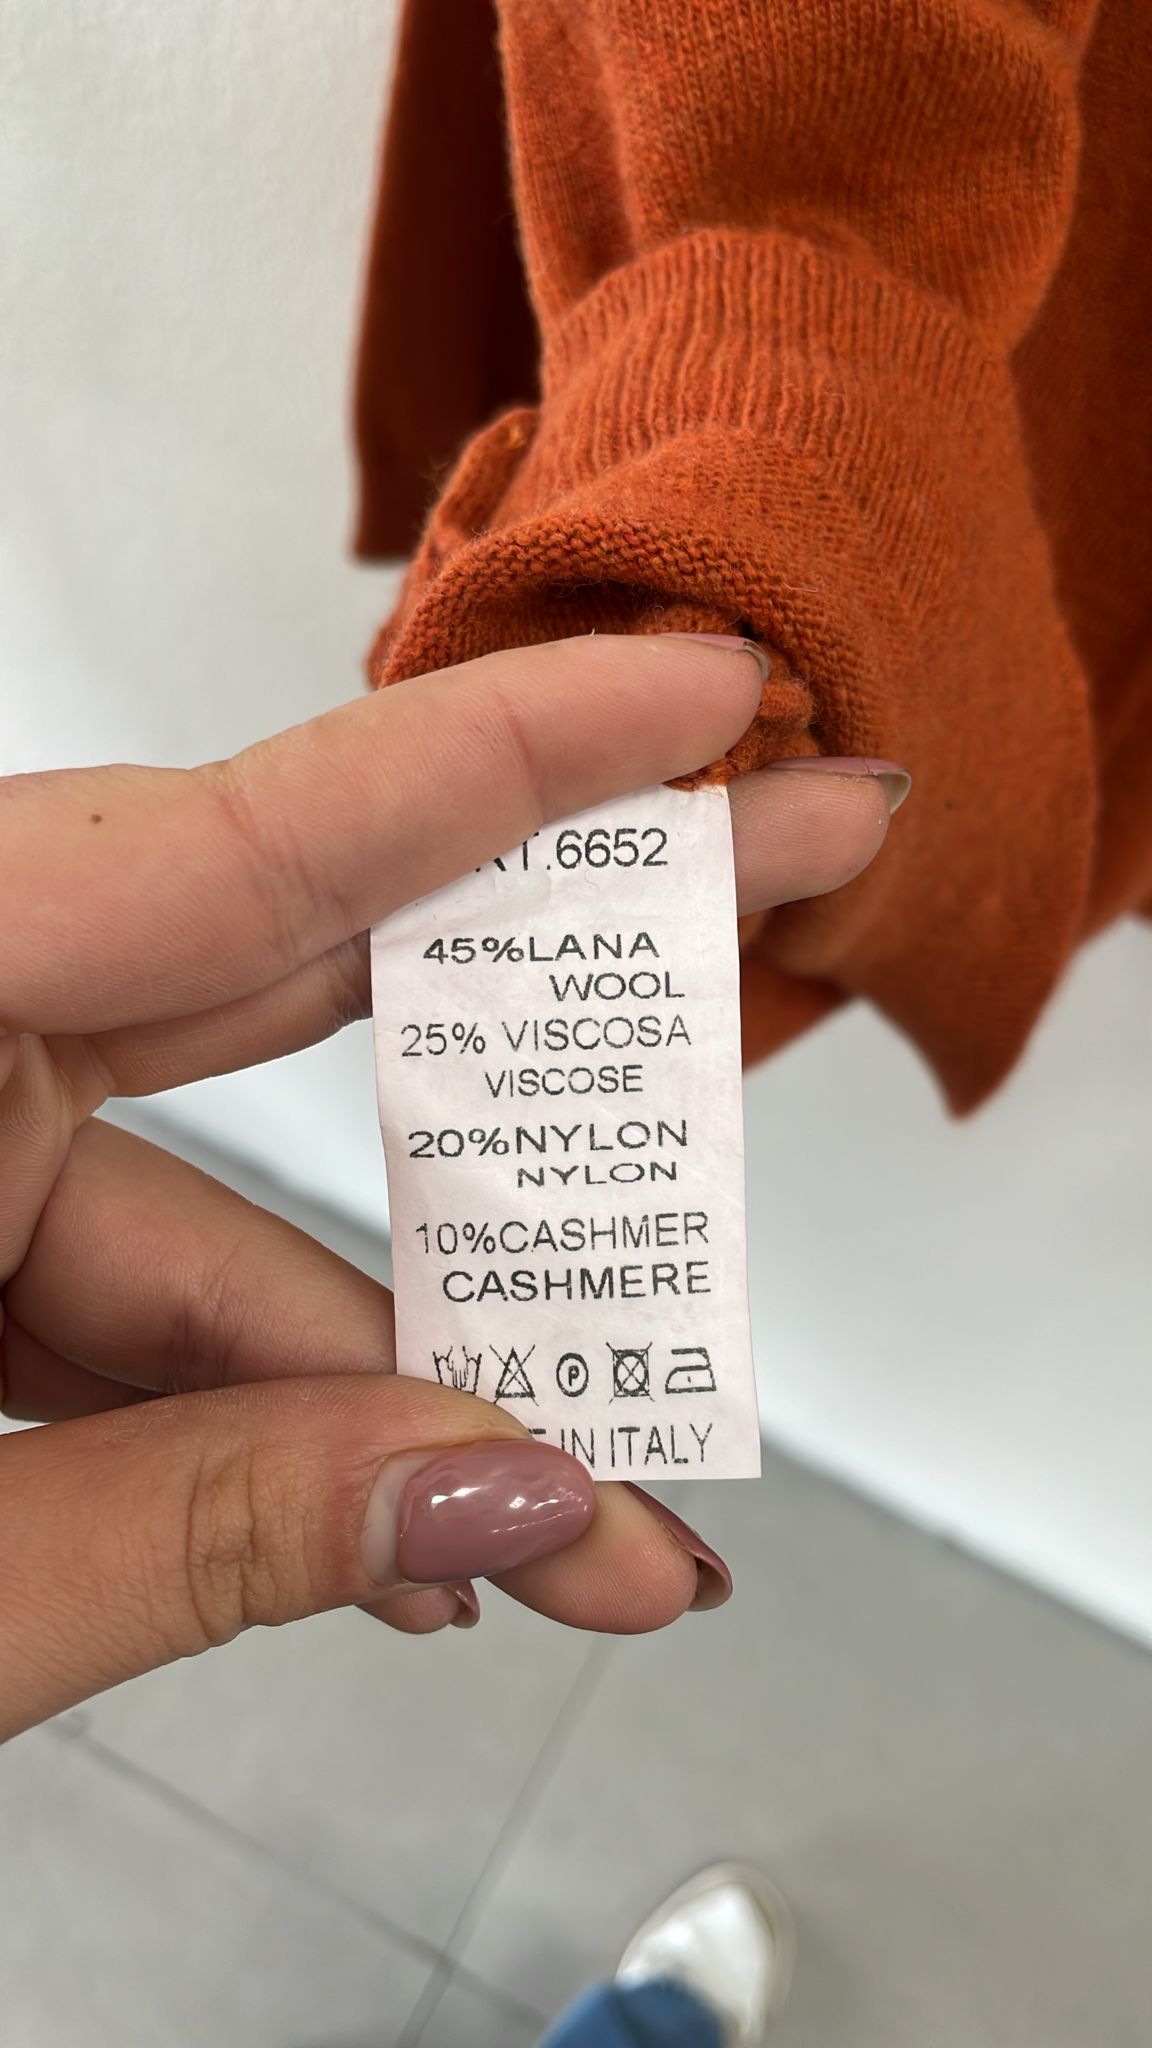 .6652
45%LANA
WOOL
25% VISCOSA
VISCOSE
20%NYLON
NYLON
10%CASHMER
CASHMERE
P
IN ITALY